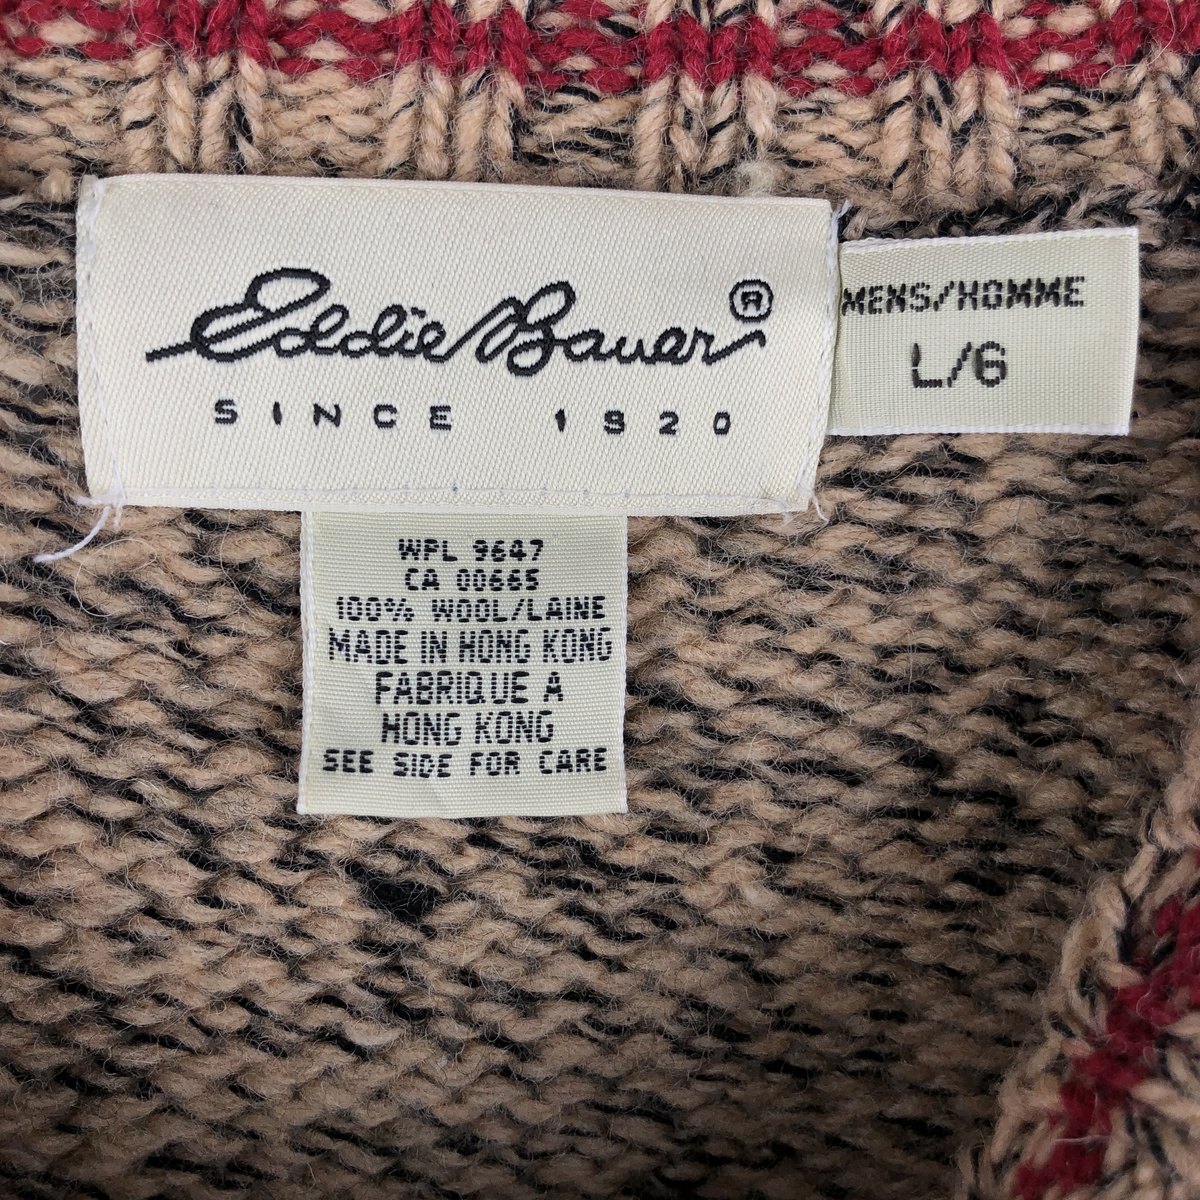 Eddie Bauer®
SINCE 1920
MENS/HOMME
L/G
WPL 9647
CA 00665
100% WOOL/LAINE
MADE IN HONG KONG
FABRIQUE A
HONG KONG
SEE SIDE FOR CARE